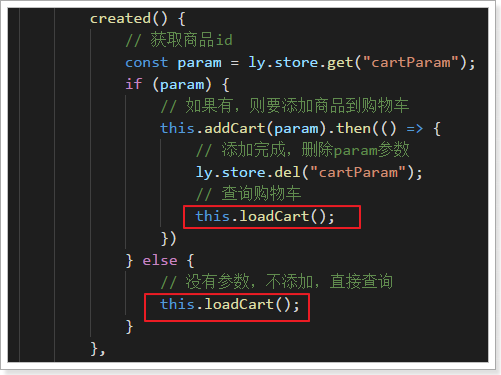 created() {
// 获取商品id
const param = ly.store.get("cartParam");
if (param) {
// 如果有，则要添加商品到购物车
this.addCart(param).then(() => {
// 添加完成，删除param参数
ly.store.del("cartParam");
// 查询购物车
this.loadCart();
})
} else {
// 没有参数，不添加，直接查询
this.loadCart();
}
},